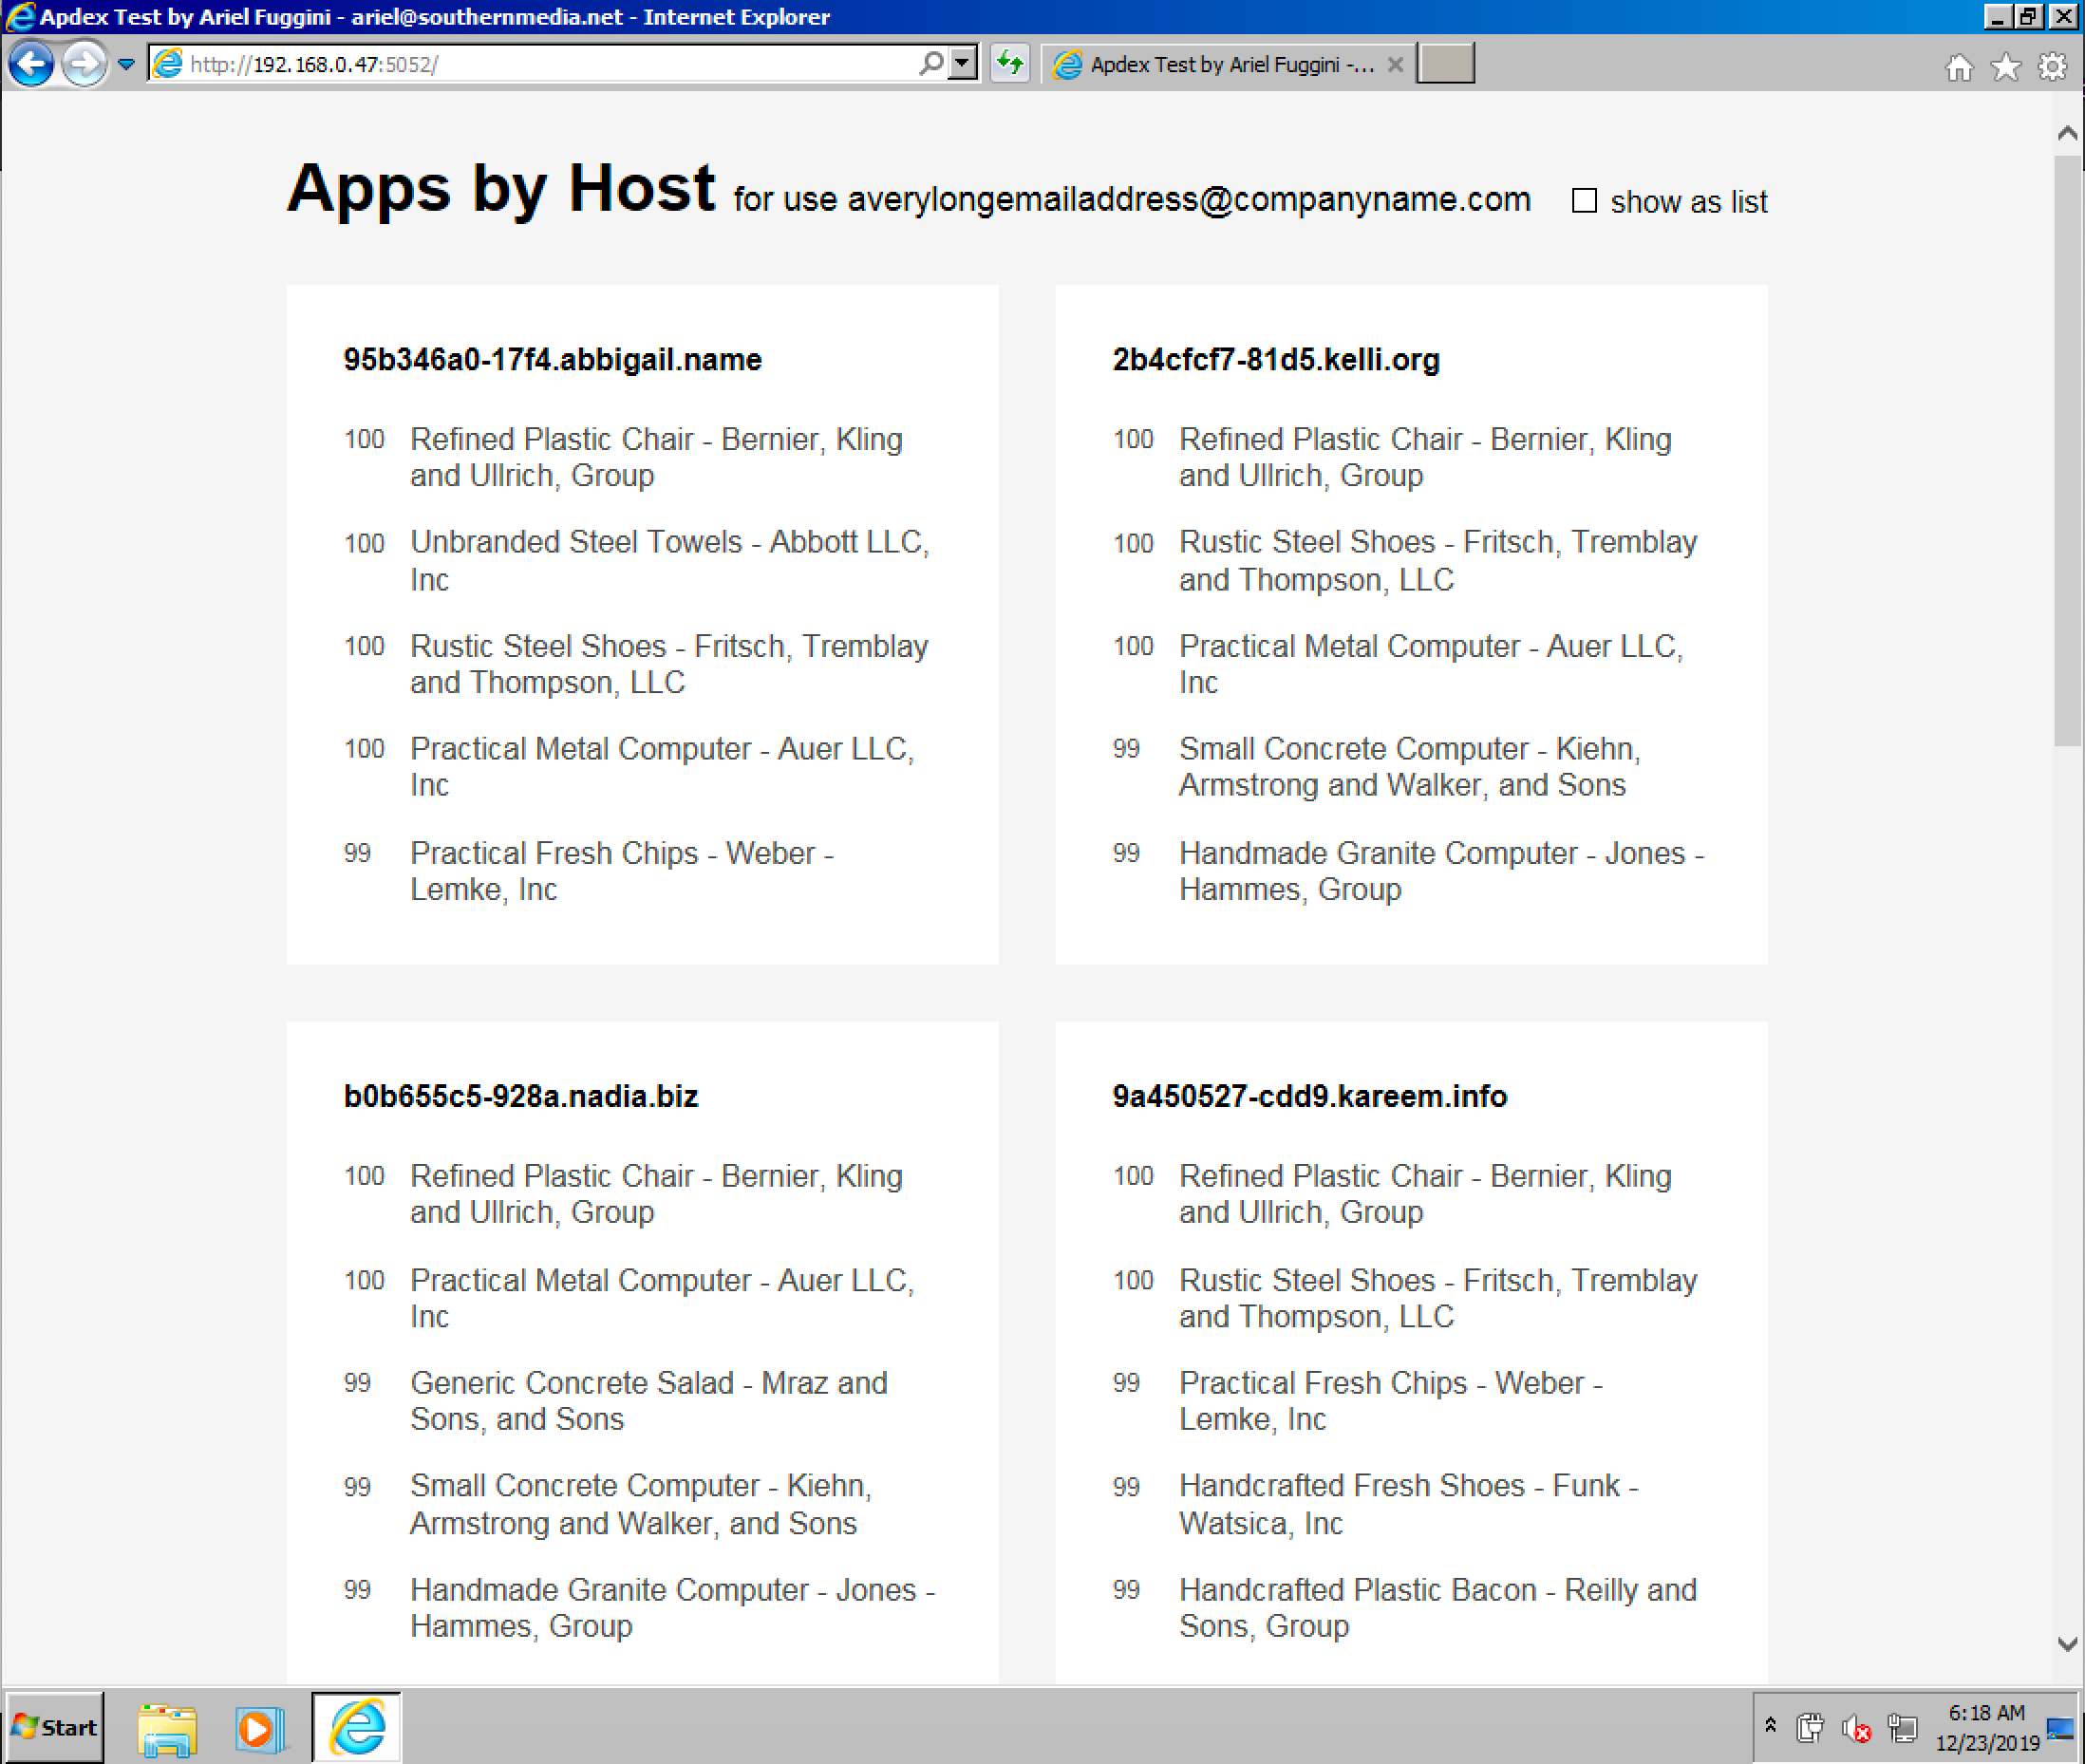 Apdex Test by Ariel Fuggini - ariel@southernmedia.net - Internet Explorer
http://192.168.0.47:5052/
Apdex Test by Ariel Fuggini -...
Apps by Host for use averylongemailaddress@companyname.com
show as list
95b346a0-17f4.abbigail.name
100 Refined Plastic Chair - Bernier, Kling
and Ullrich, Group
100 Unbranded Steel Towels - Abbott LLC,
Inc
100 Rustic Steel Shoes - Fritsch, Tremblay
and Thompson, LLC
100 Practical Metal Computer - Auer LLC,
Inc
99 Practical Fresh Chips - Weber -
Lemke, Inc
2b4cfcf7-81d5.kelli.org
100 Refined Plastic Chair - Bernier, Kling
and Ullrich, Group
100 Rustic Steel Shoes - Fritsch, Tremblay
and Thompson, LLC
100 Practical Metal Computer - Auer LLC,
Inc
99 Small Concrete Computer - Kiehn,
Armstrong and Walker, and Sons
99 Handmade Granite Computer - Jones -
Hammes, Group
b0b655c5-928a.nadia.biz
100 Refined Plastic Chair - Bernier, Kling
and Ullrich, Group
100 Practical Metal Computer - Auer LLC,
Inc
99 Generic Concrete Salad - Mraz and
Sons, and Sons
99 Small Concrete Computer - Kiehn,
Armstrong and Walker, and Sons
99 Handmade Granite Computer - Jones -
Hammes, Group
9a450527-cdd9.kareem.info
100 Refined Plastic Chair - Bernier, Kling
and Ullrich, Group
100 Rustic Steel Shoes - Fritsch, Tremblay
and Thompson, LLC
99 Practical Fresh Chips - Weber -
Lemke, Inc
99 Handcrafted Fresh Shoes - Funk -
Watsica, Inc
99 Handcrafted Plastic Bacon - Reilly and
Sons, Group
Start
6:18 AM
12/23/2019